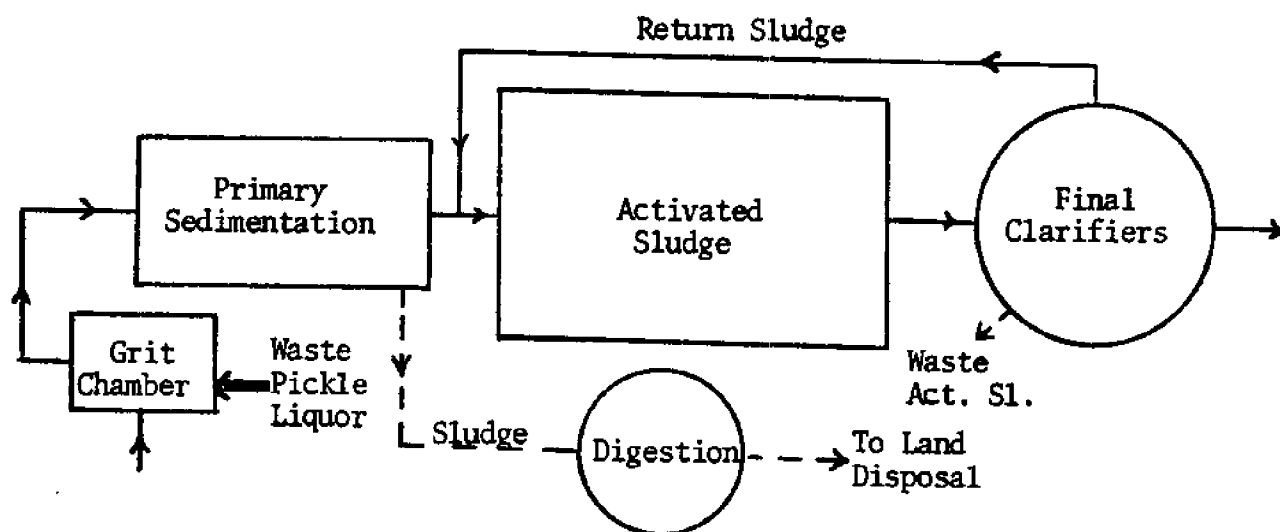 Return Sludge
Primary
Sedimentation
Activated
Sludge
Final
Clarifiers
Grit
Chamber
Waste
Pickle
Liquor
Waste
Act. Sl.
Sludge
Digestion
To Land
Disposal